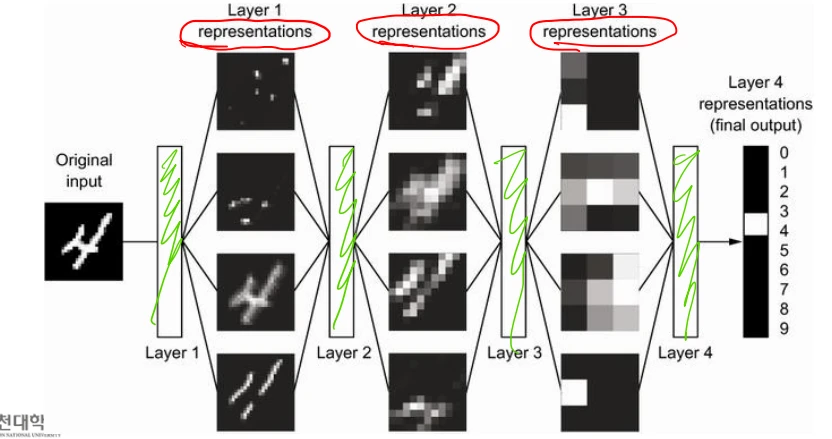 Layer 1
representations
Layer 2
representations
Layer 3
representations
Layer 4
representations
(final output)
Original
input
0
1
2
3
4
5
6
7
8
9
Layer 1
Layer 2
Layer 3
Layer 4
천대학